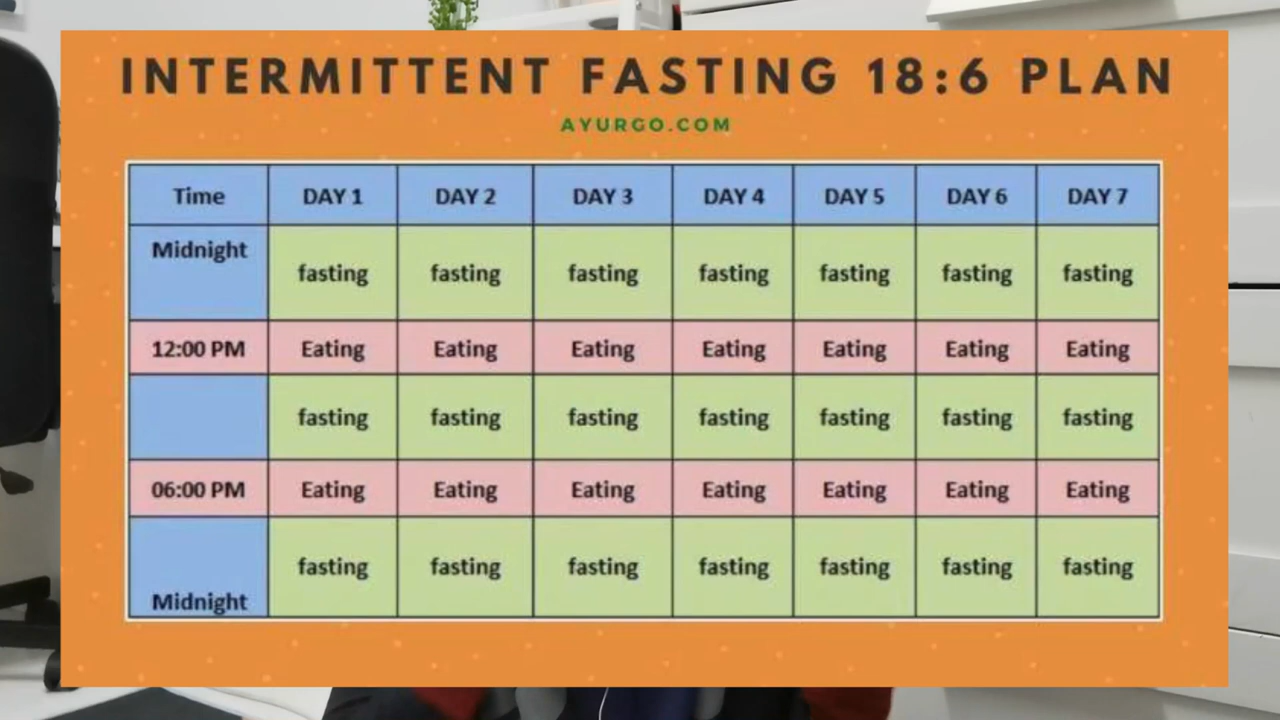 INTERMITTENT FASTING 18:6 PLAN
AYURGO.COM
Time DAY 1 DAY 2 DAY 3 DAY 4 DAY 5 DAY 6 DAY 7
Midnight
fasting fasting fasting fasting fasting fasting fasting
12:00 PM Eating Eating Eating Eating Eating Eating Eating
fasting fasting fasting fasting fasting fasting fasting
06:00 PM Eating Eating Eating Eating Eating Eating Eating
fasting fasting fasting fasting fasting fasting fasting
Midnight